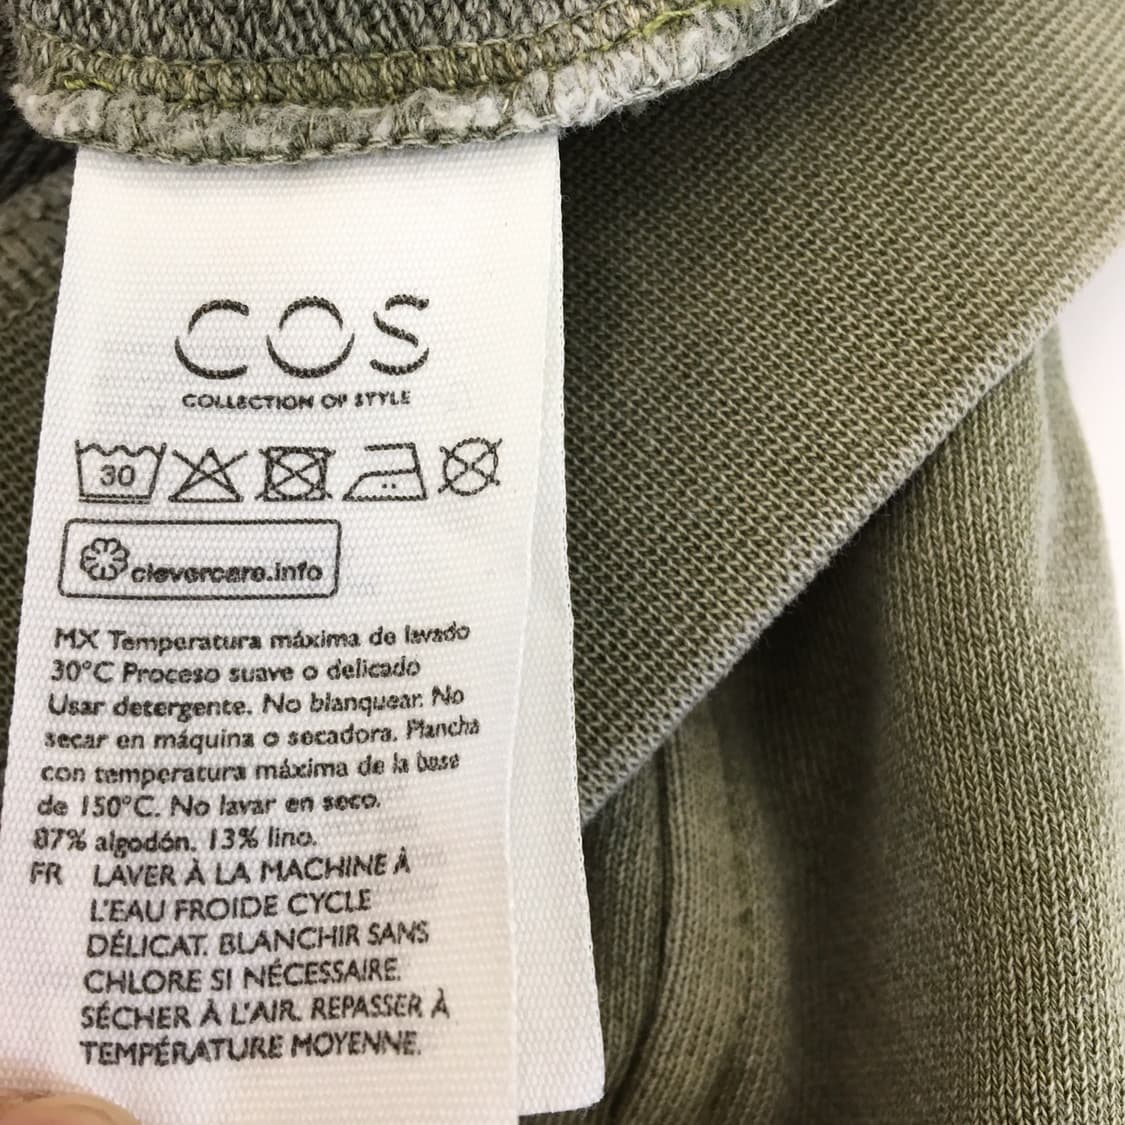 COS
COLLECTION OF STYLE
30
clevercare.info
MX Temperatura máxima de lavado
30°C Proceso suave o delicado
Usar detergente. No blanquear. No
secar en máquina o secadora. Plancha
con temperatura máxima de la base
de 150°C. No lavar en seco.
87% algodón. 13% lino.
FR LAVER À LA MACHINE À
L'EAU FROIDE CYCLE
DÉLICAT. BLANCHIR SANS
CHLORE SI NÉCESSAIRE.
SÉCHER À L'AIR. REPASSER À
TEMPÉRATURE MOYENNE.